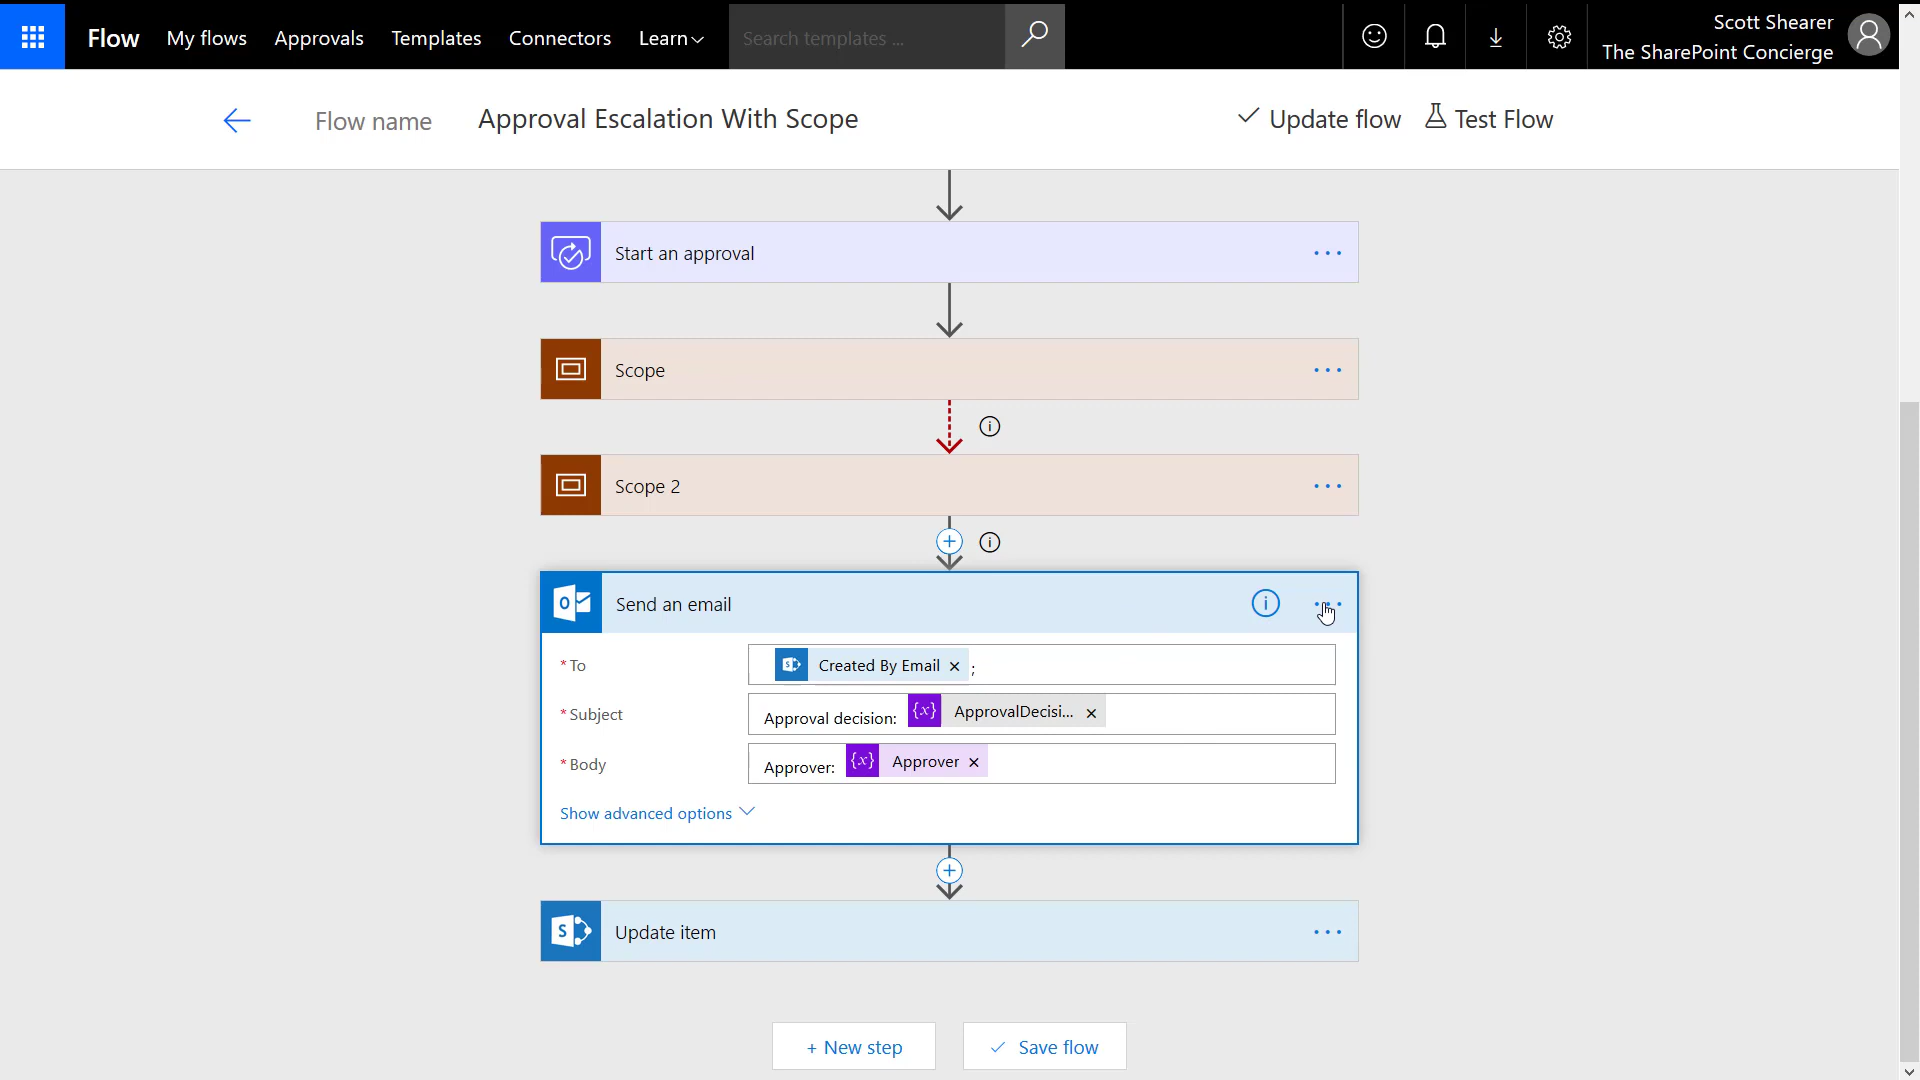 Flow
My flows
Approvals
Templates
Connectors
Learn
Search templates ...
Scott Shearer
The SharePoint Concierge
Flow name
Approval Escalation With Scope
Update flow
Test Flow
Start an approval
Scope
Scope 2
Send an email
* To
Created By Email ;
* Subject
Approval decision: {x} ApprovalDecisi...
* Body
Approver: {x} Approver
Show advanced options
Update item
+ New step
Save flow